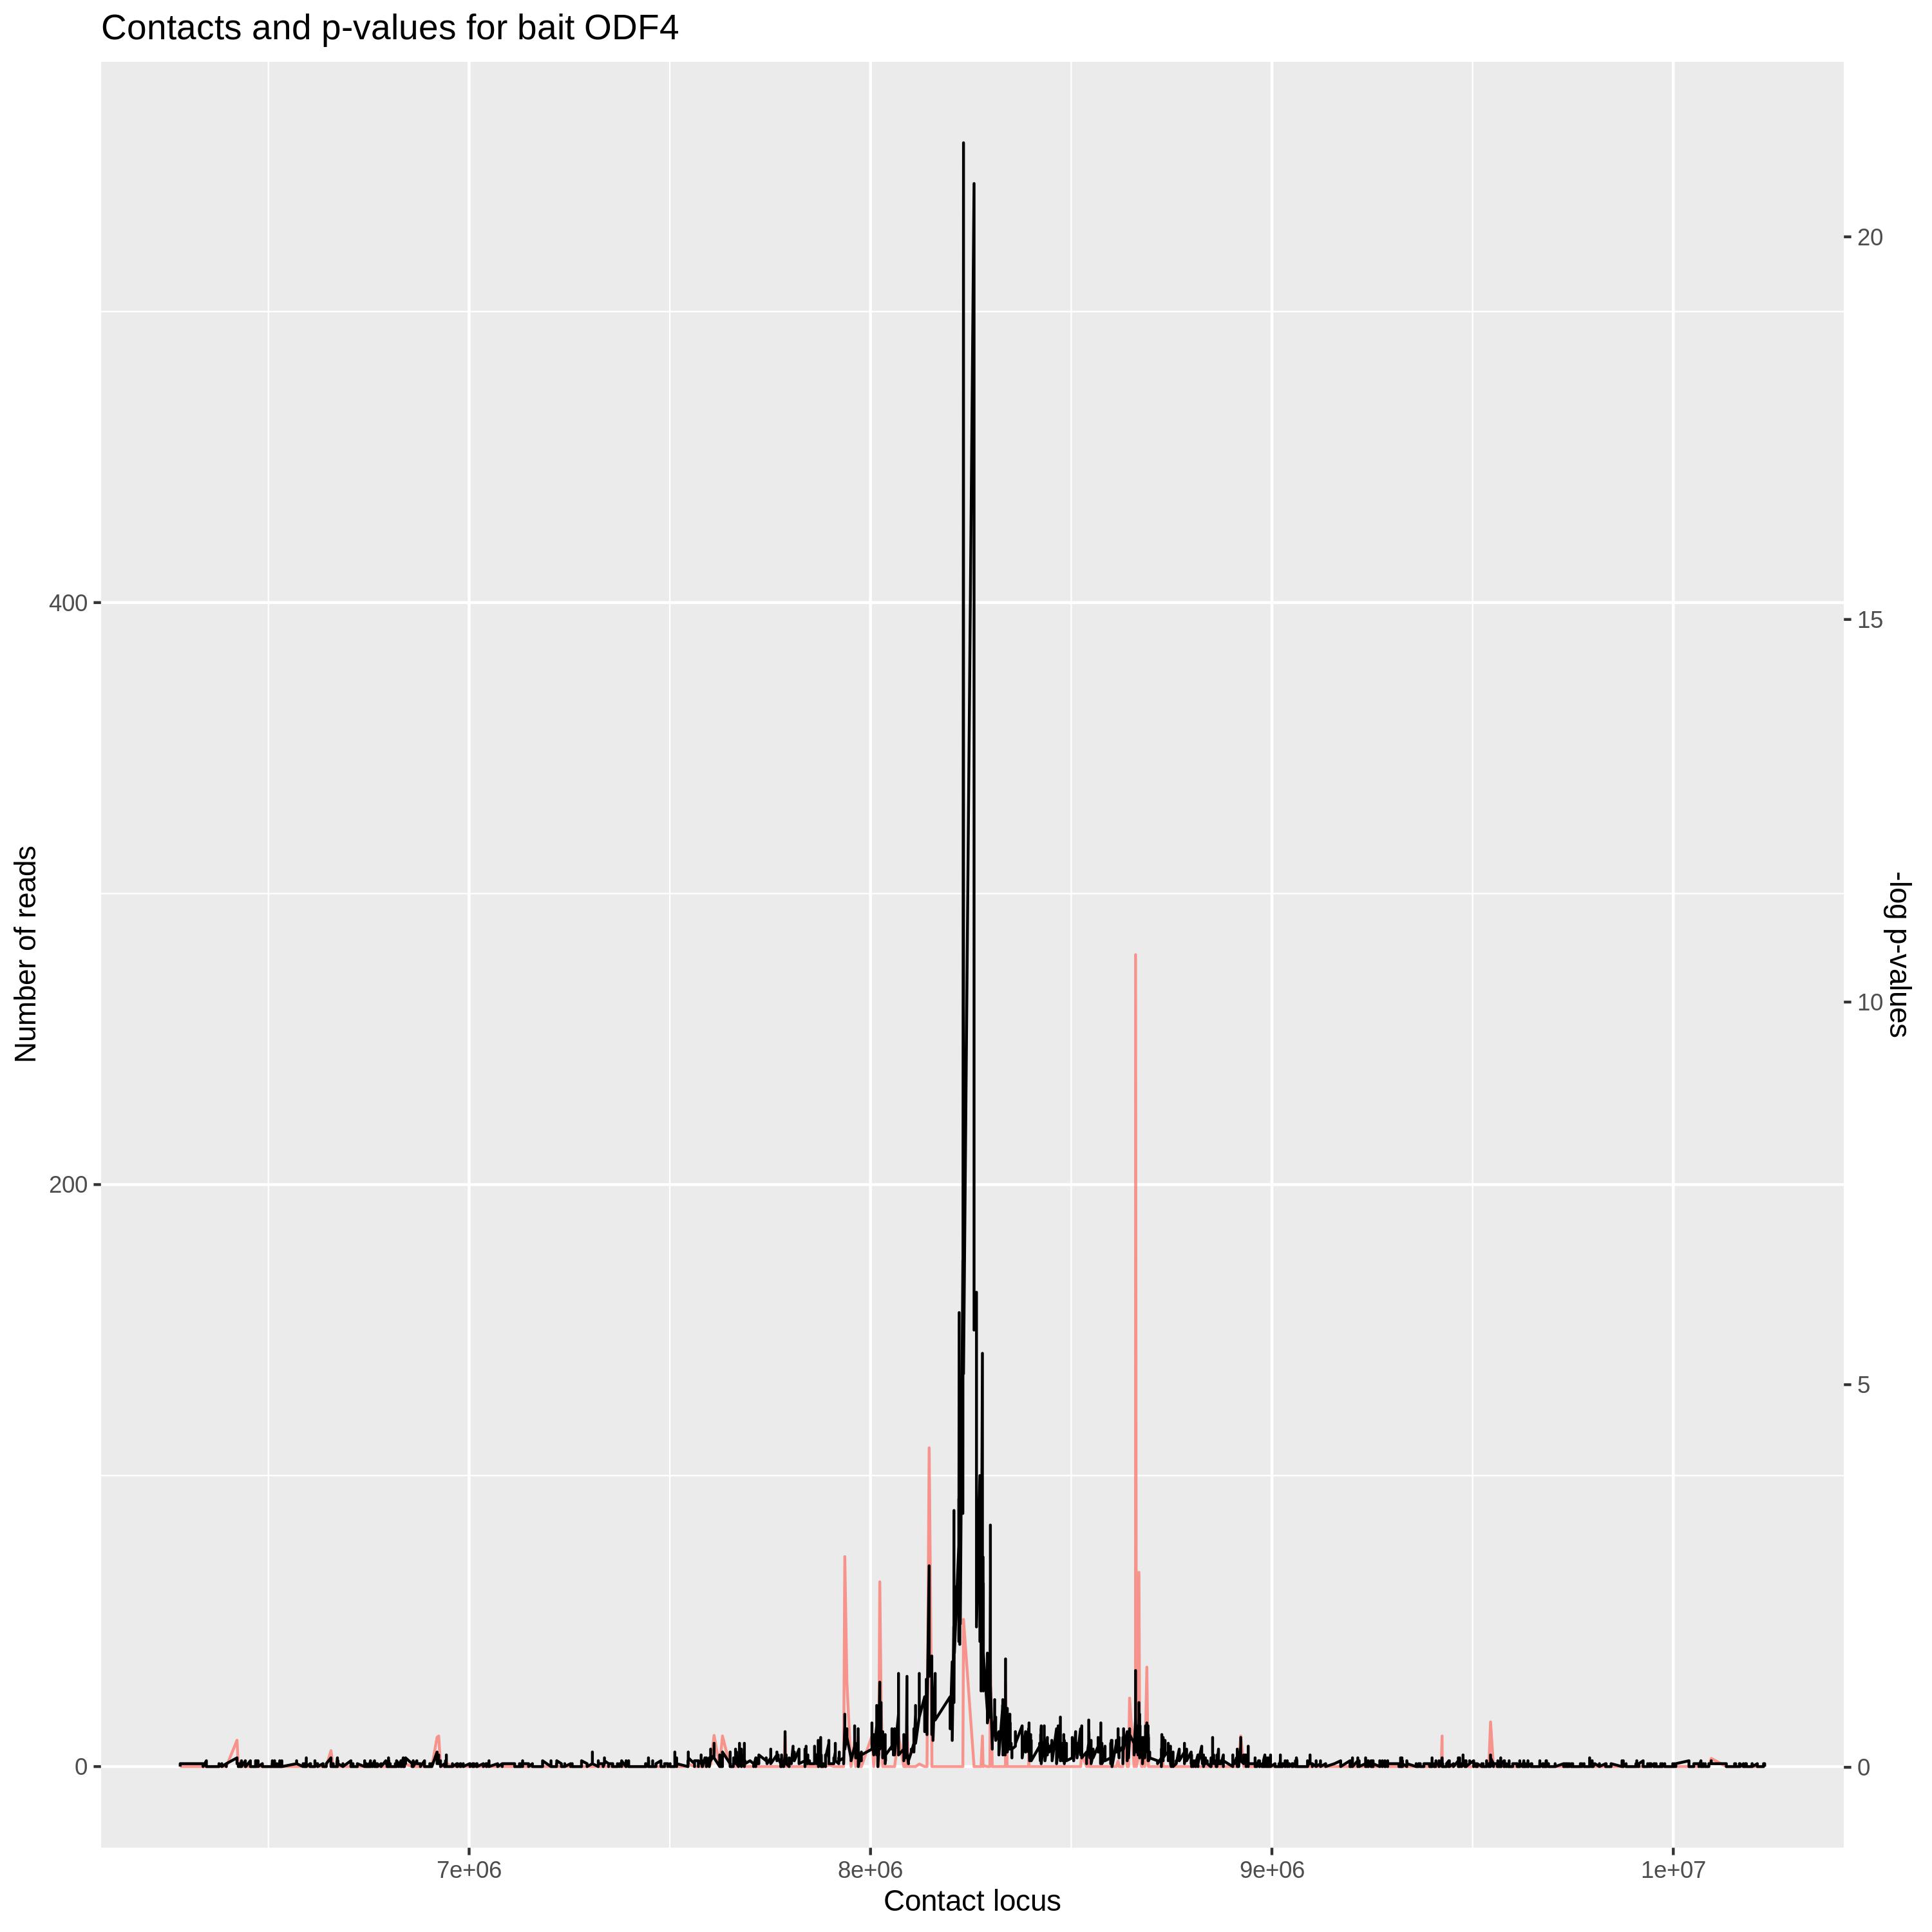 Contacts and p-values for bait ODF4
Number of reads
400
200
0
20
15
10
5
0
-log p-values
7e+06
8e+06
9e+06
1e+07
Contact locus